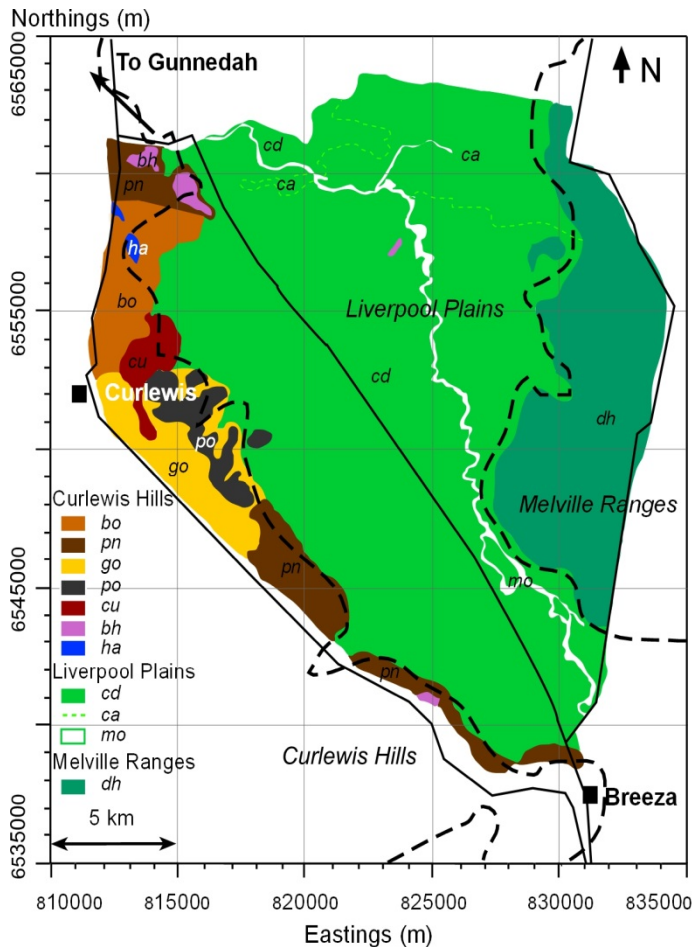 Northings (m)
To Gunnedah
N
6565000
6555000
6545000
6535000
bh
pn
cd
ca
ca
ha
bo
Liverpool Plains
cu
cd
Curlewis
po
go
dh
Melville Ranges
pn
mo
pn
Curlewis Hills
Breeza
Curlewis Hills
bo
pn
go
po
cu
bh
ha
Liverpool Plains
cd
ca
mo
Melville Ranges
dh
5 km
810000 815000 820000 825000 830000 835000
Eastings (m)